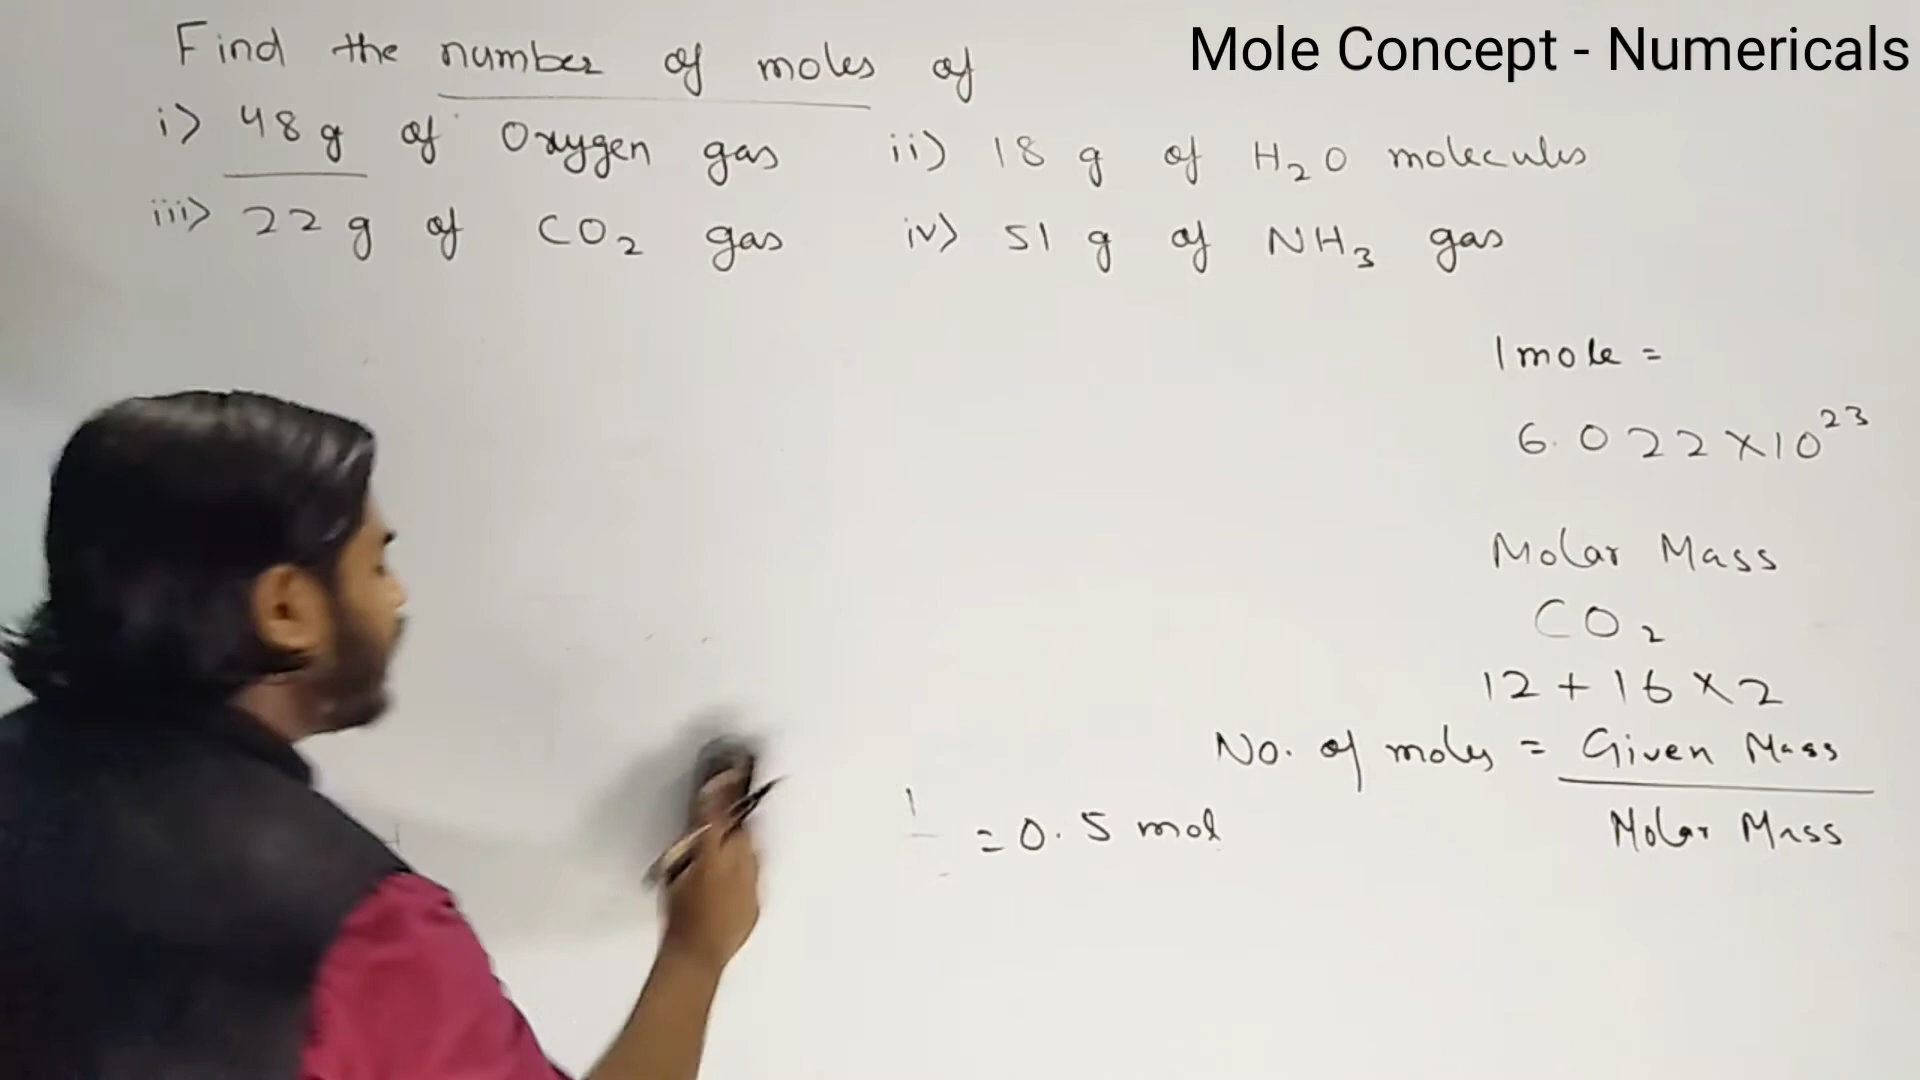 Mole Concept - Numericals
Find the number of moles of
i) 48 g of Oxygen gas ii) 18 g of H₂O molecules
iii) 22 g of CO₂ gas iv) 51 g of NH₃ gas
1 mole =
6.022 × 10²³
Molar Mass
CO₂
12 + 16 × 2
No. of moles = Given Mass
Molar Mass
1
= 0.5 mol